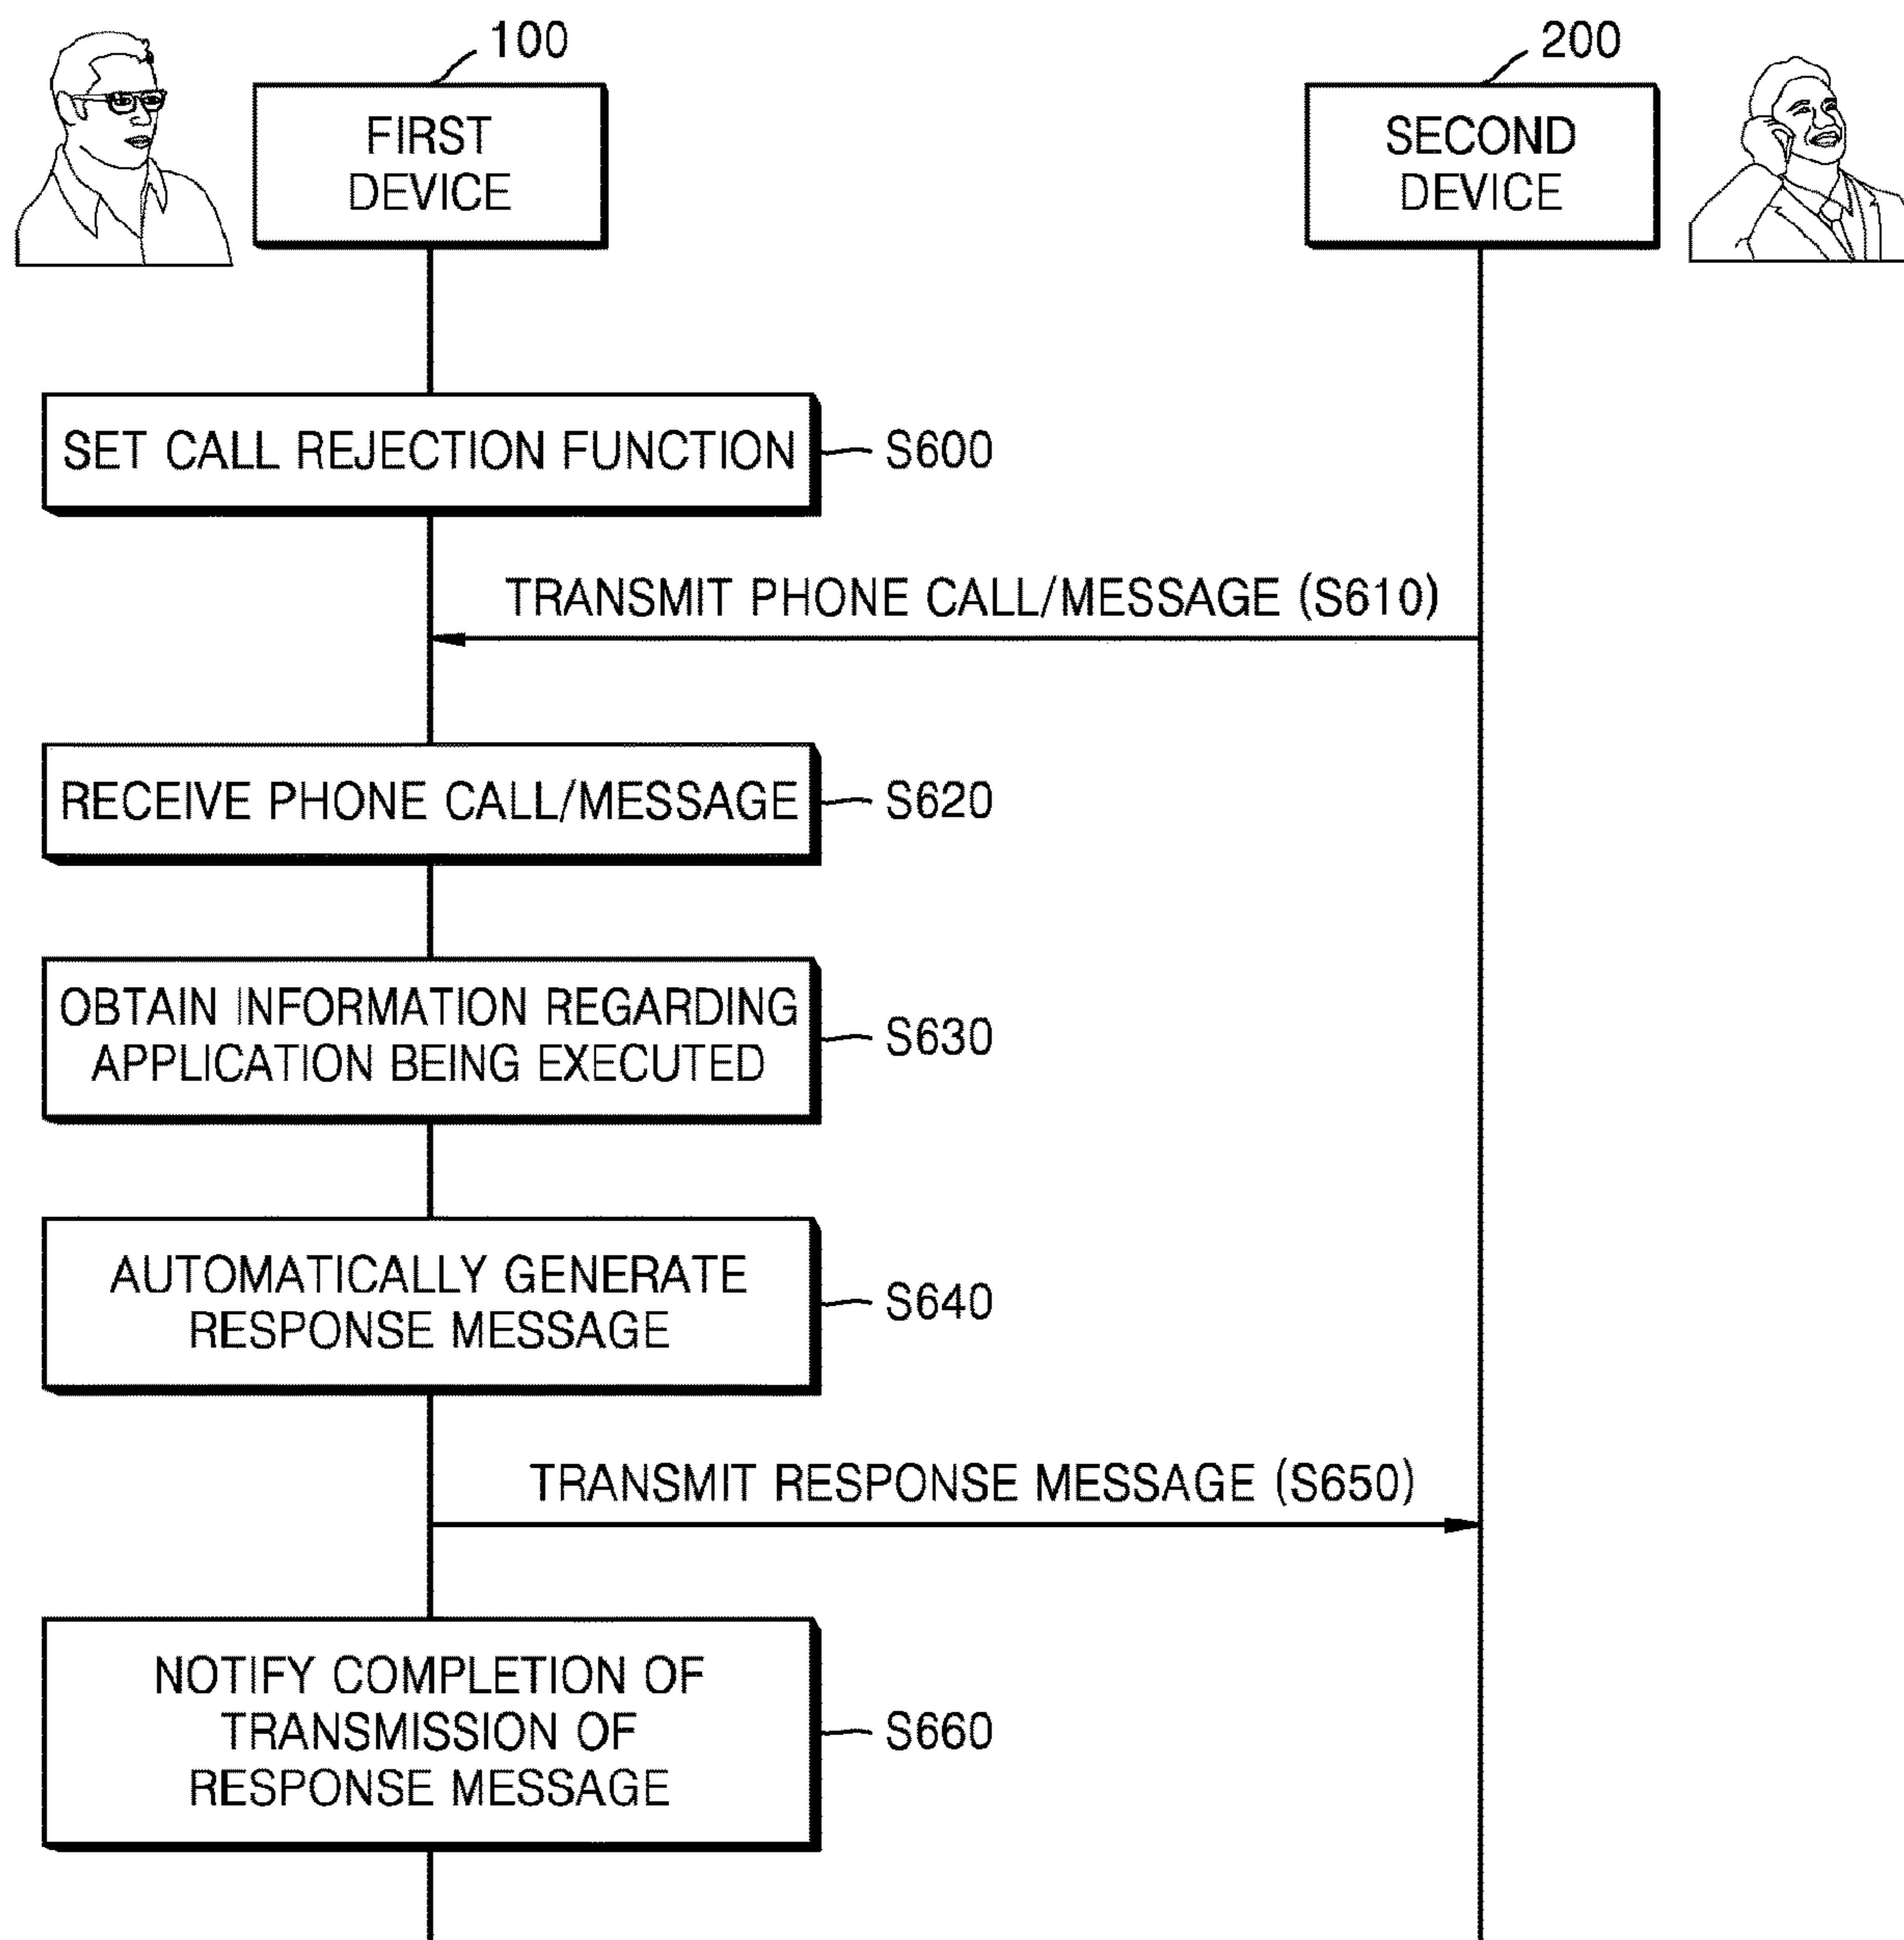 100
200
FIRST
DEVICE
SECOND
DEVICE
SET CALL REJECTION FUNCTION
S600
TRANSMIT PHONE CALL/MESSAGE (S610)
RECEIVE PHONE CALL/MESSAGE
S620
OBTAIN INFORMATION REGARDING
APPLICATION BEING EXECUTED
S630
AUTOMATICALLY GENERATE
RESPONSE MESSAGE
S640
TRANSMIT RESPONSE MESSAGE (S650)
NOTIFY COMPLETION OF
TRANSMISSION OF
RESPONSE MESSAGE
S660